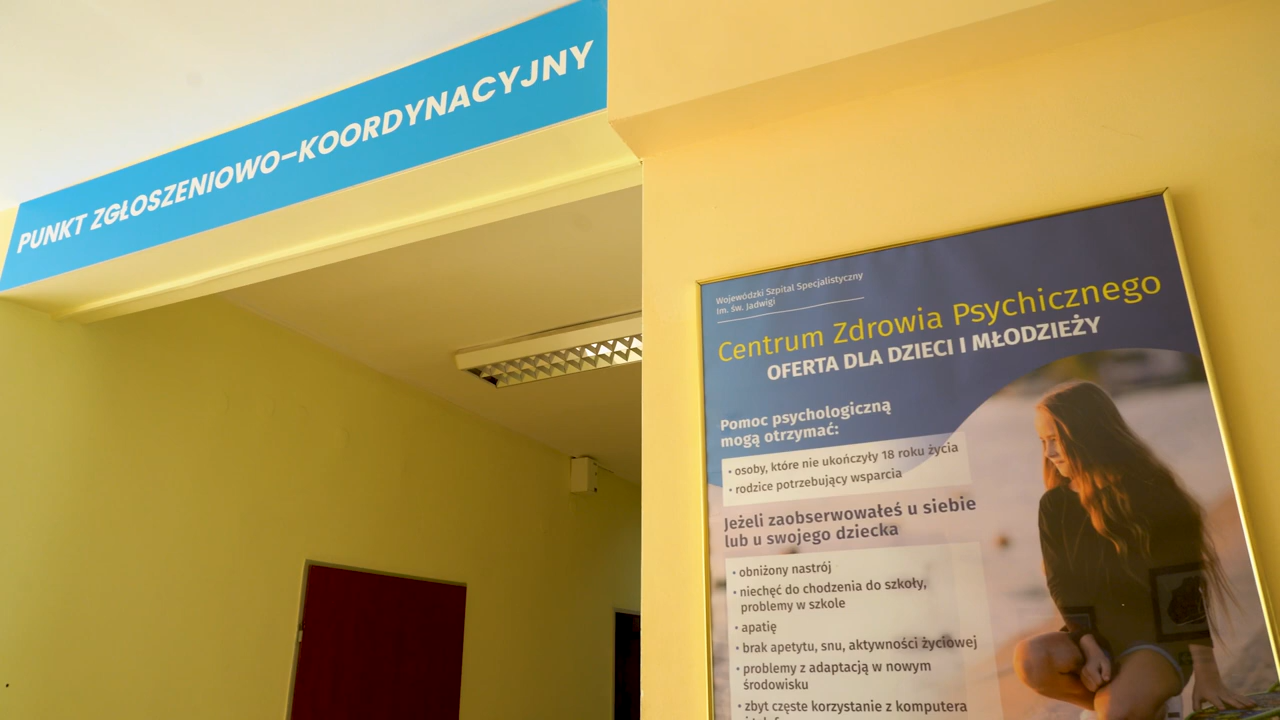 PUNKT ZGŁOSZENIOWO–KOORDYNACYJNY
Wojewódzki Szpital Specjalistyczny
Im. św. Jadwigi
Centrum Zdrowia Psychicznego
OFERTA DLA DZIECI I MŁODZIEŻY
Pomoc psychologiczną
mogą otrzymać:
• osoby, które nie ukończyły 18 roku życia
• rodzice potrzebujący wsparcia
Jeżeli zaobserwowałeś u siebie
lub u swojego dziecka
• obniżony nastrój
• niechęć do chodzenia do szkoły,
problemy w szkole
• apatię
• brak apetytu, snu, aktywności życiowej
• problemy z adaptacją w nowym
środowisku
• zbyt częste korzystanie z komputera